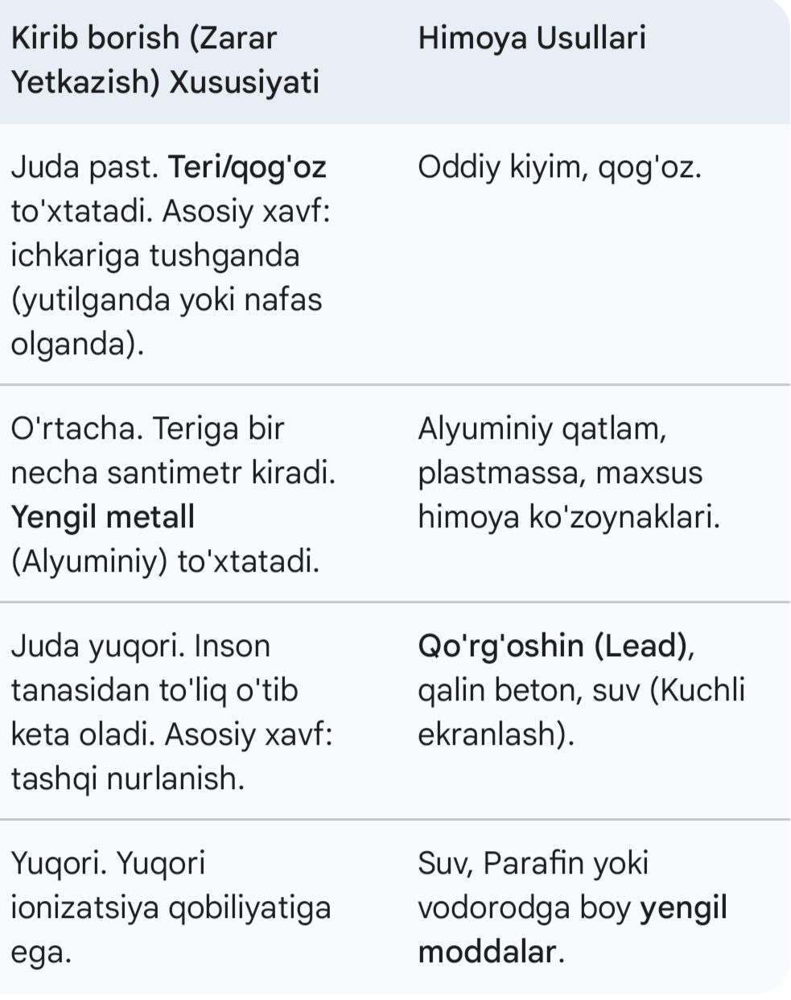 Kirib borish (Zarar
Yetkazish) Xususiyati
Himoya Usullari
Juda past. Teri/qog'oz
to'xtatadi. Asosiy xavf:
ichkariga tushganda
(yutilganda yoki nafas
olganda).
Oddiy kiyim, qog'oz.
O'rtacha. Teriga bir
necha santimetr kiradi.
Yengil metall
(Alyuminiy) to'xtatadi.
Alyuminiy qatlam,
plastmassa, maxsus
himoya ko'zoynaklari.
Juda yuqori. Inson
tanasidan to'liq o'tib
keta oladi. Asosiy xavf:
tashqi nurlanish.
Qo'rg'oshin (Lead),
qalin beton, suv (Kuchli
ekranlash).
Yuqori. Yuqori
ionizatsiya qobiliyatiga
ega.
Suv, Parafin yoki
vodorodga boy yengil
moddalar.